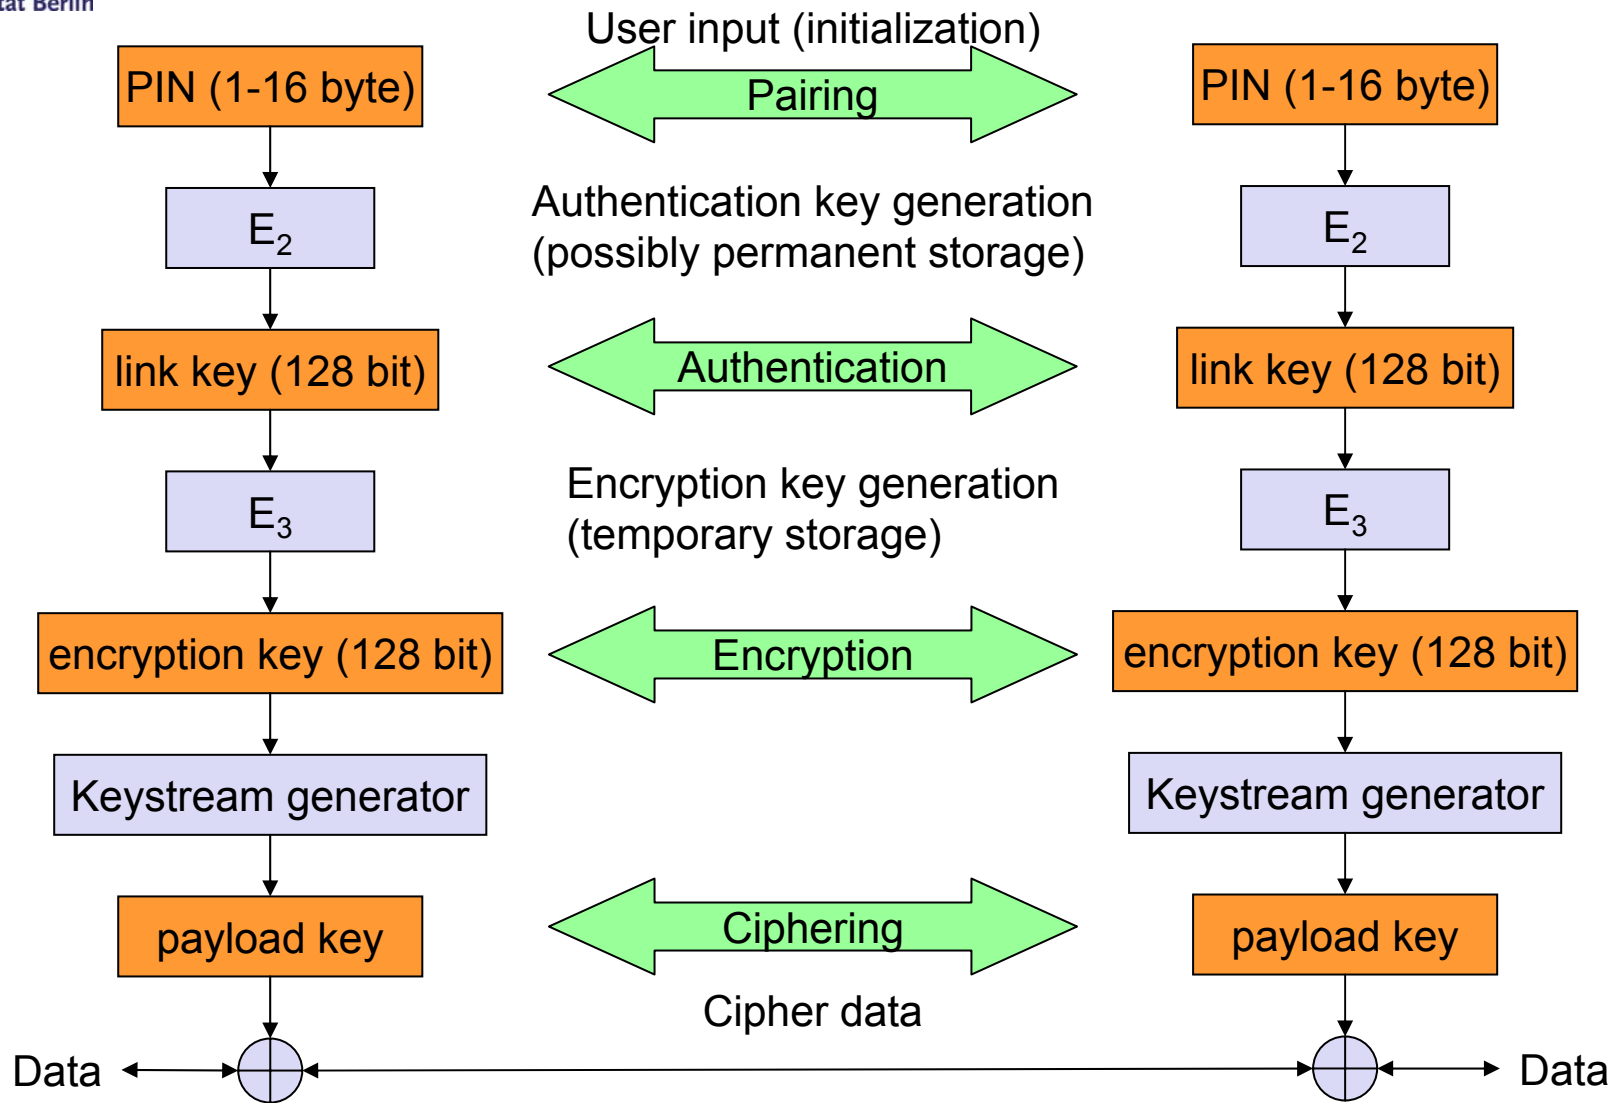 tät Berlin
User input (initialization)
PIN (1-16 byte)
Pairing
PIN (1-16 byte)
E2
Authentication key generation
(possibly permanent storage)
E2
link key (128 bit)
Authentication
link key (128 bit)
E3
Encryption key generation
(temporary storage)
E3
encryption key (128 bit)
Encryption
encryption key (128 bit)
Keystream generator
Keystream generator
payload key
Ciphering
payload key
Cipher data
Data
Data